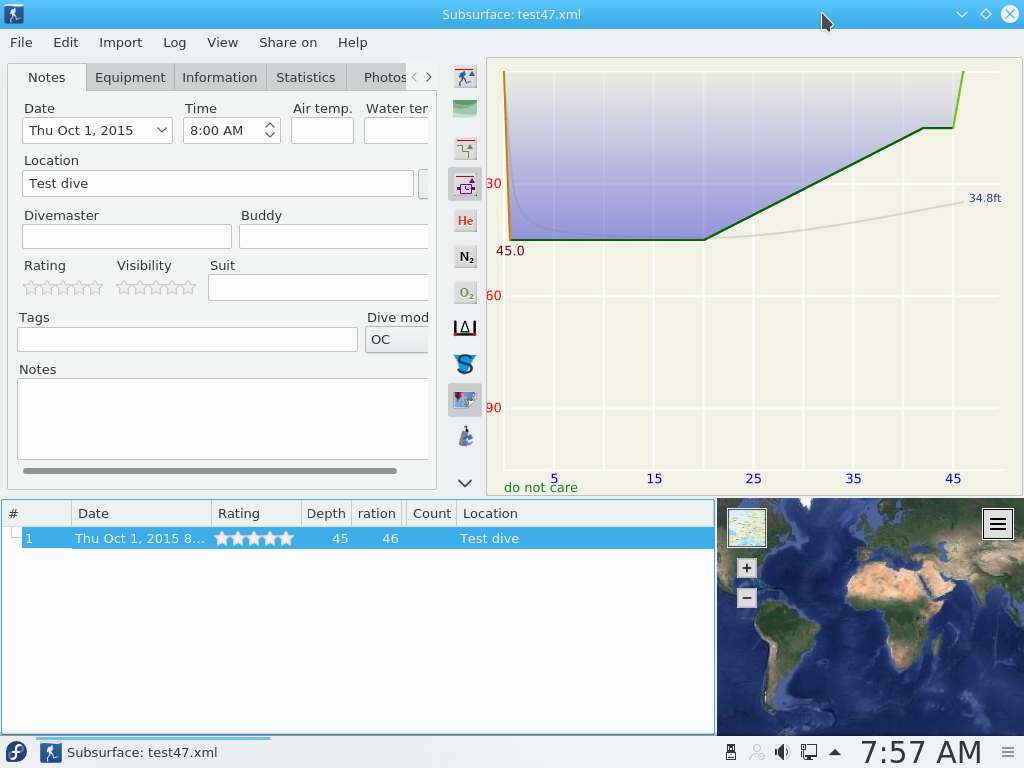 Subsurface: test47.xml
File Edit Import Log View Share on Help
Notes Equipment Information Statistics Photos
Date Time Air temp. Water ter
Thu Oct 1, 2015 8:00 AM
Location
Test dive
Divemaster Buddy
Rating Visibility Suit
Tags Dive mod
OC
Notes
He
N₂
O₂
30
34.8ft
45.0
60
90
5 15 25 35 45
do not care
# Date Rating Depth ration Count Location
1 Thu Oct 1, 2015 8... 45 46 Test dive
+
−
Subsurface: test47.xml 7:57 AM